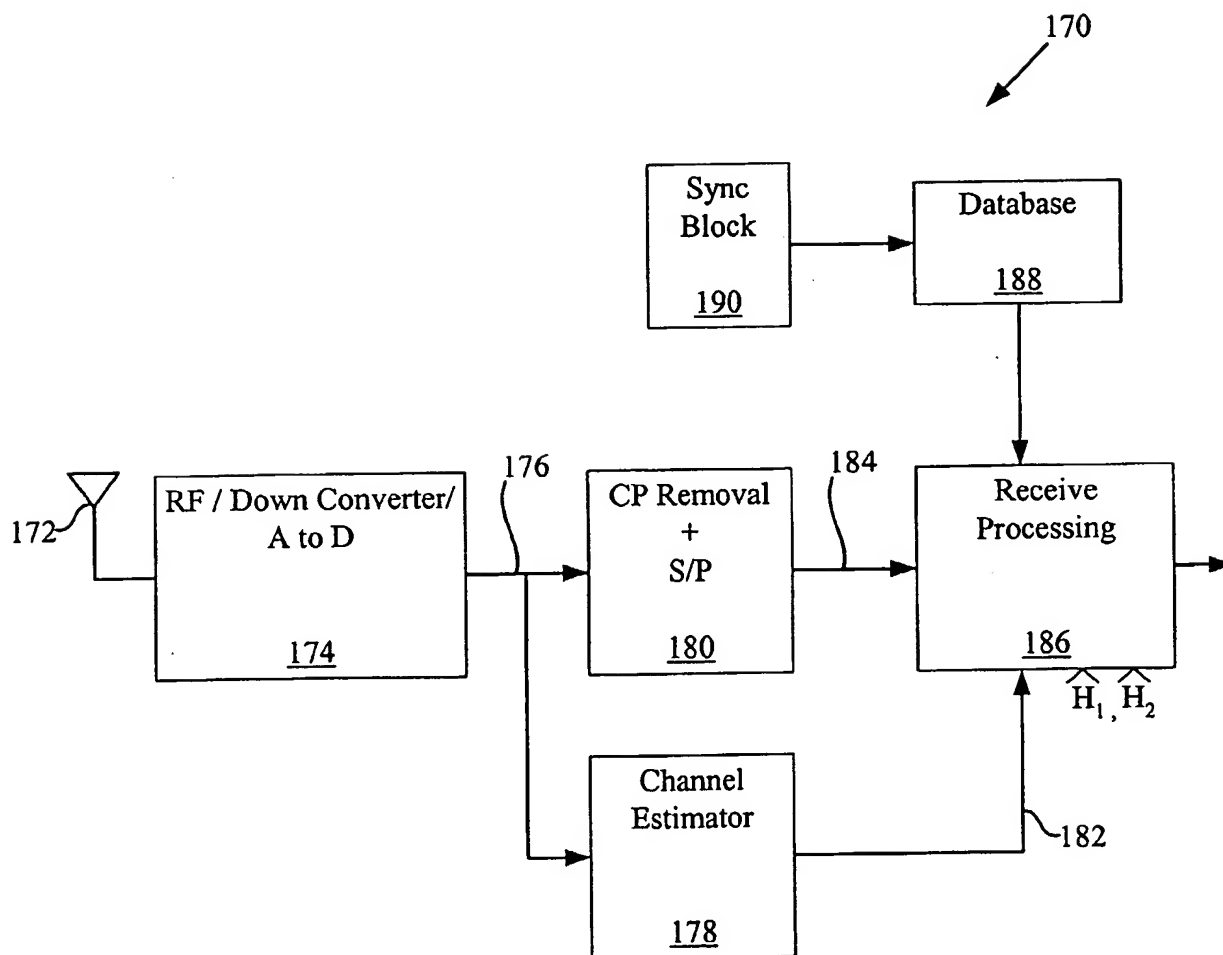 170
Sync
Block
190
Database
188
172
RF / Down Converter/
A to D
174
176
CP Removal
+
S/P
180
184
Receive
Processing
186
Ĥ₁, Ĥ₂
Channel
Estimator
178
182